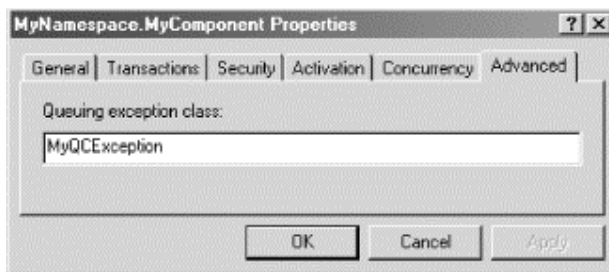 MyNamespace.MyComponent Properties ? ×
General Transactions Security Activation Concurrency Advanced
Queuing exception class:
MyQCException
OK Cancel Apply